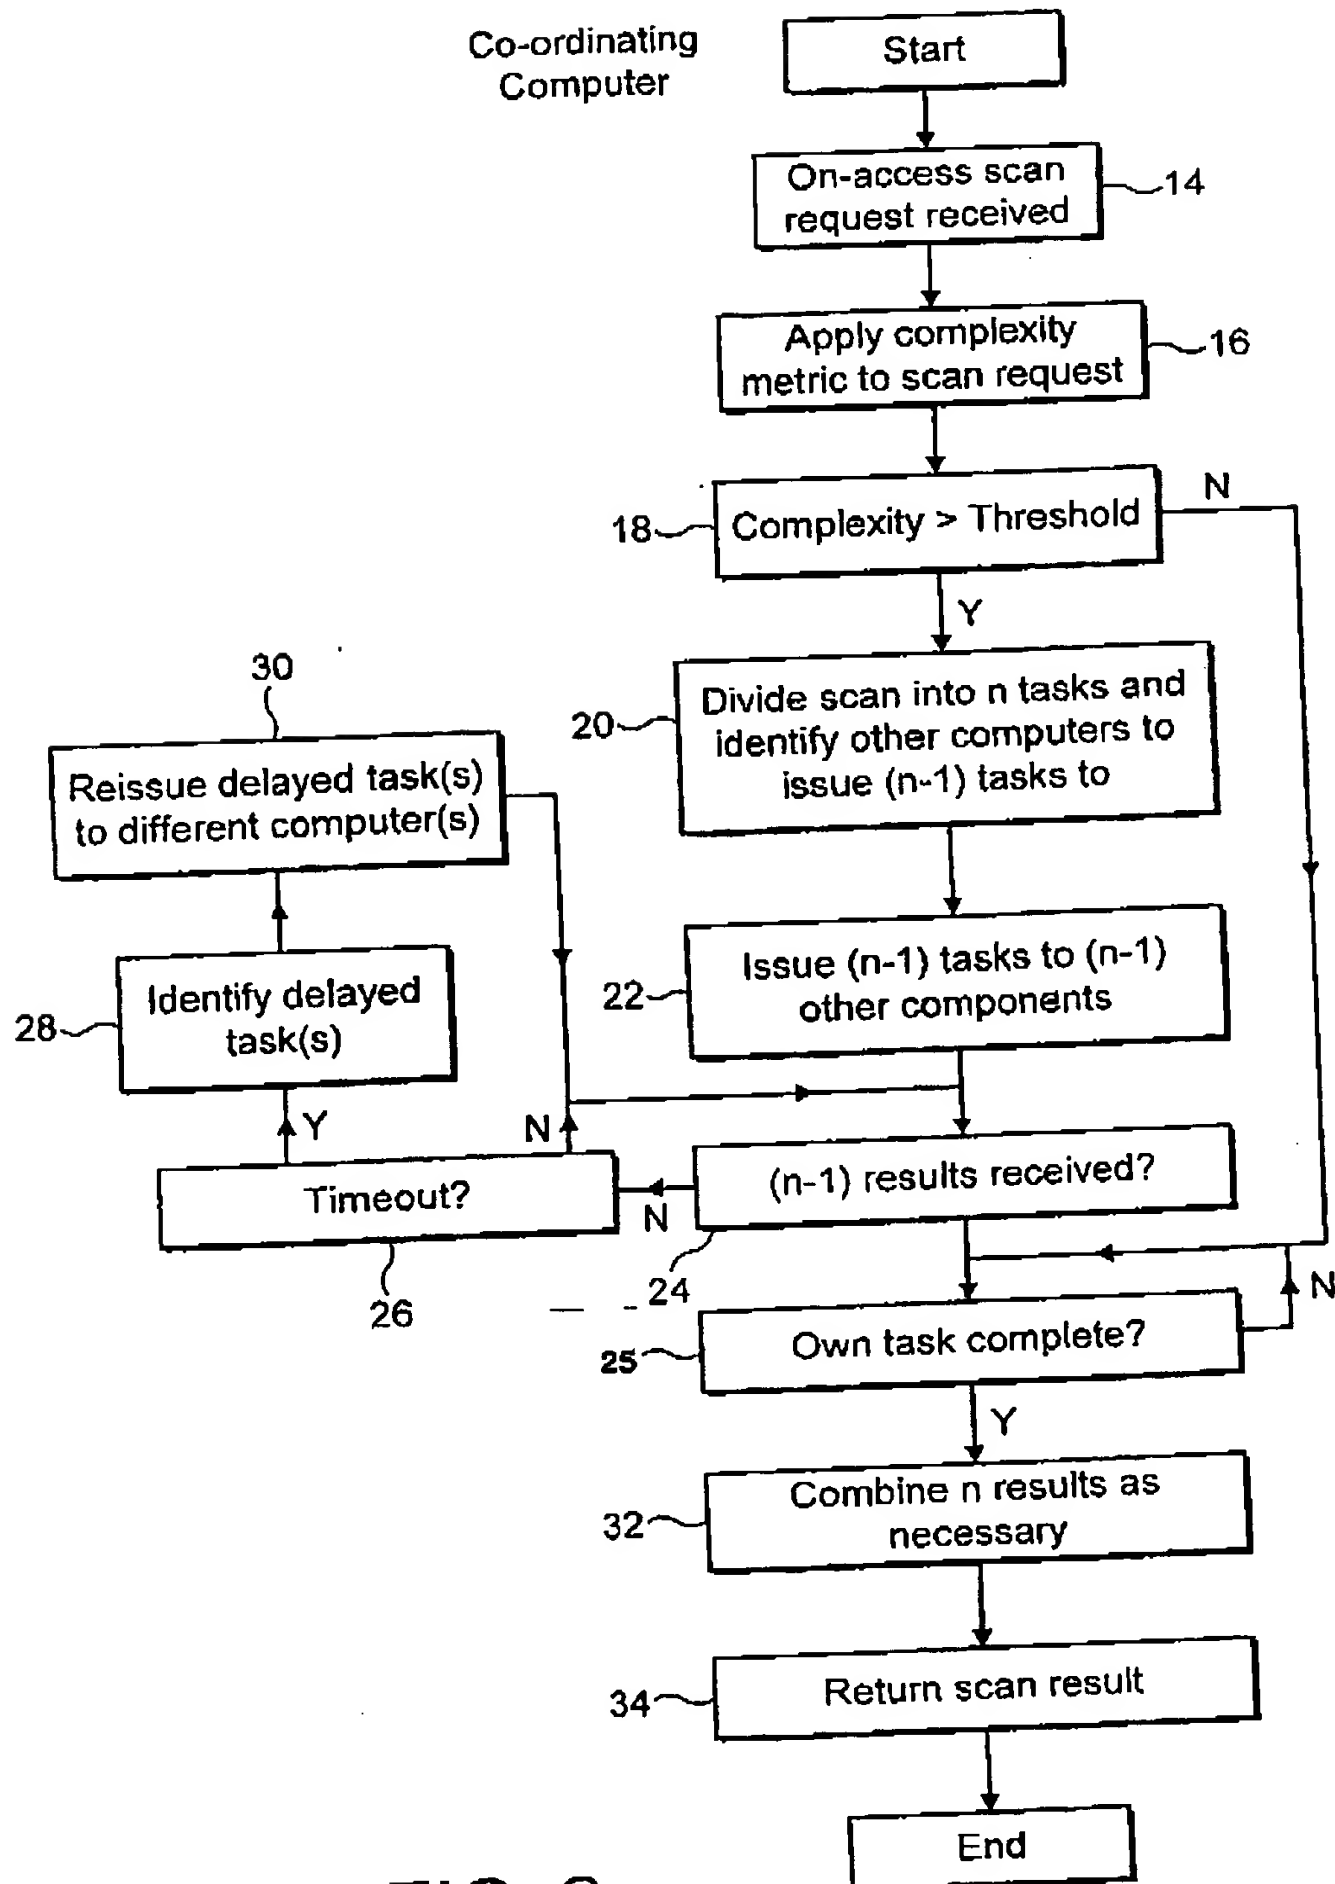 Co-ordinating
Computer
Start
On-access scan
request received
14
Apply complexity
metric to scan request
16
N
18
Complexity > Threshold
Y
30
20
Divide scan into n tasks and
identify other computers to
issue (n-1) tasks to
Reissue delayed task(s)
to different computer(s)
22
Issue (n-1) tasks to (n-1)
other components
28
Identify delayed
task(s)
Y
N
Timeout?
26
N
(n-1) results received?
24
N
25
Own task complete?
Y
32
Combine n results as
necessary
34
Return scan result
End